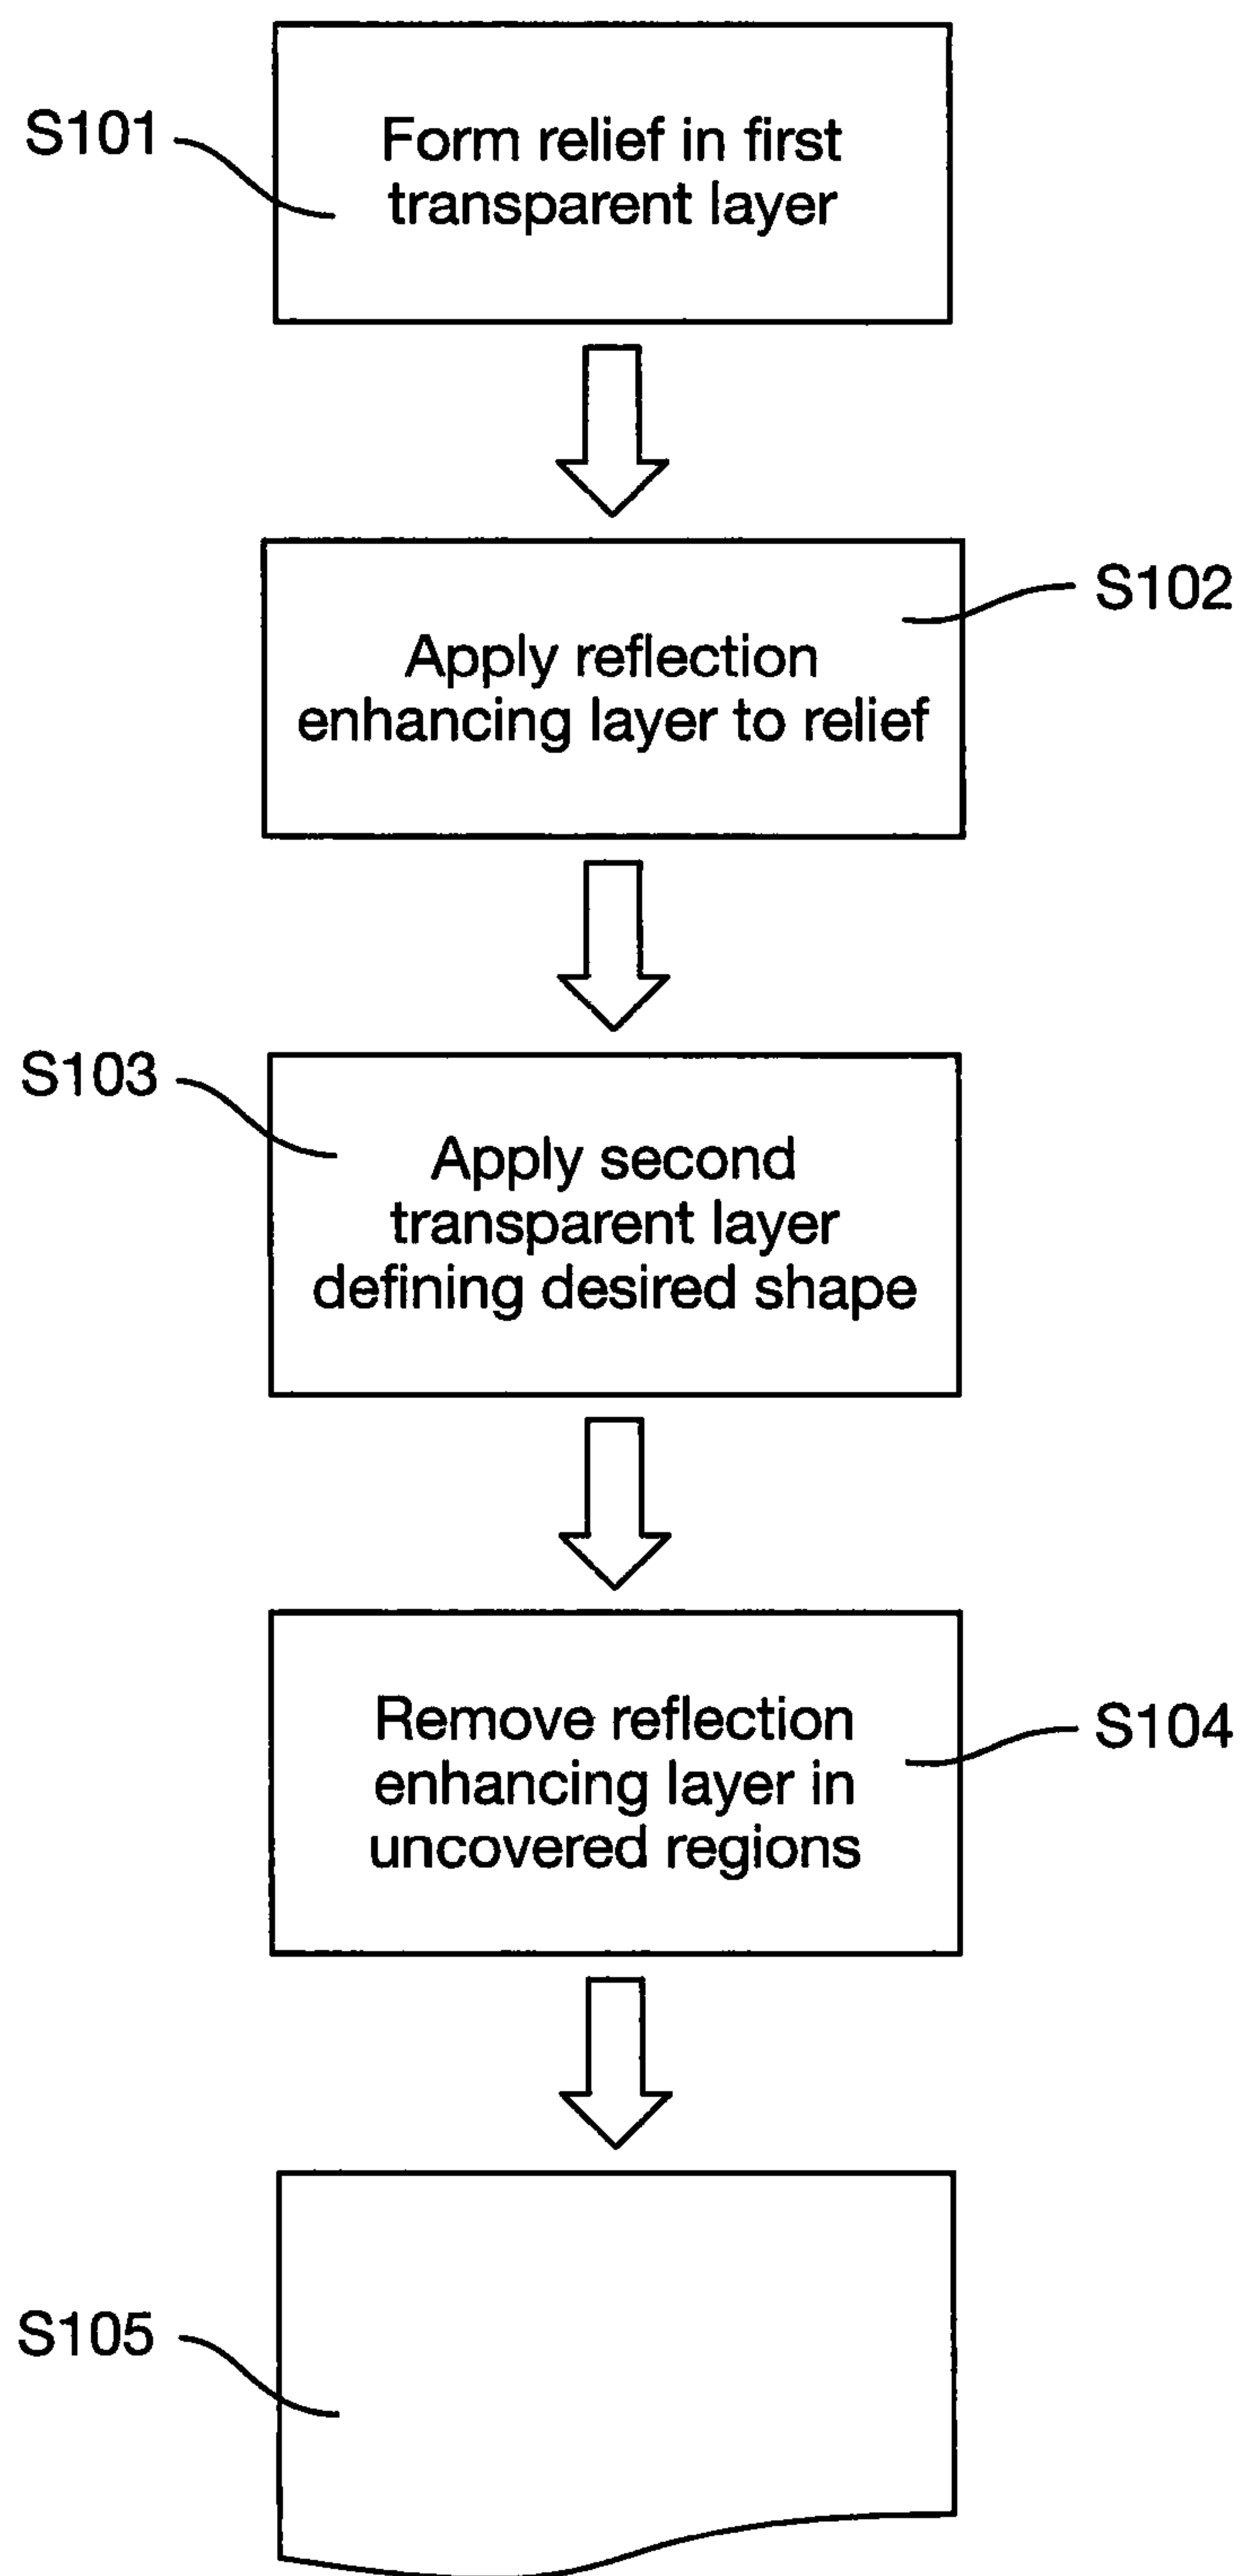 S101
Form relief in first
transparent layer
S102
Apply reflection
enhancing layer to relief
S103
Apply second
transparent layer
defining desired shape
S104
Remove reflection
enhancing layer in
uncovered regions
S105